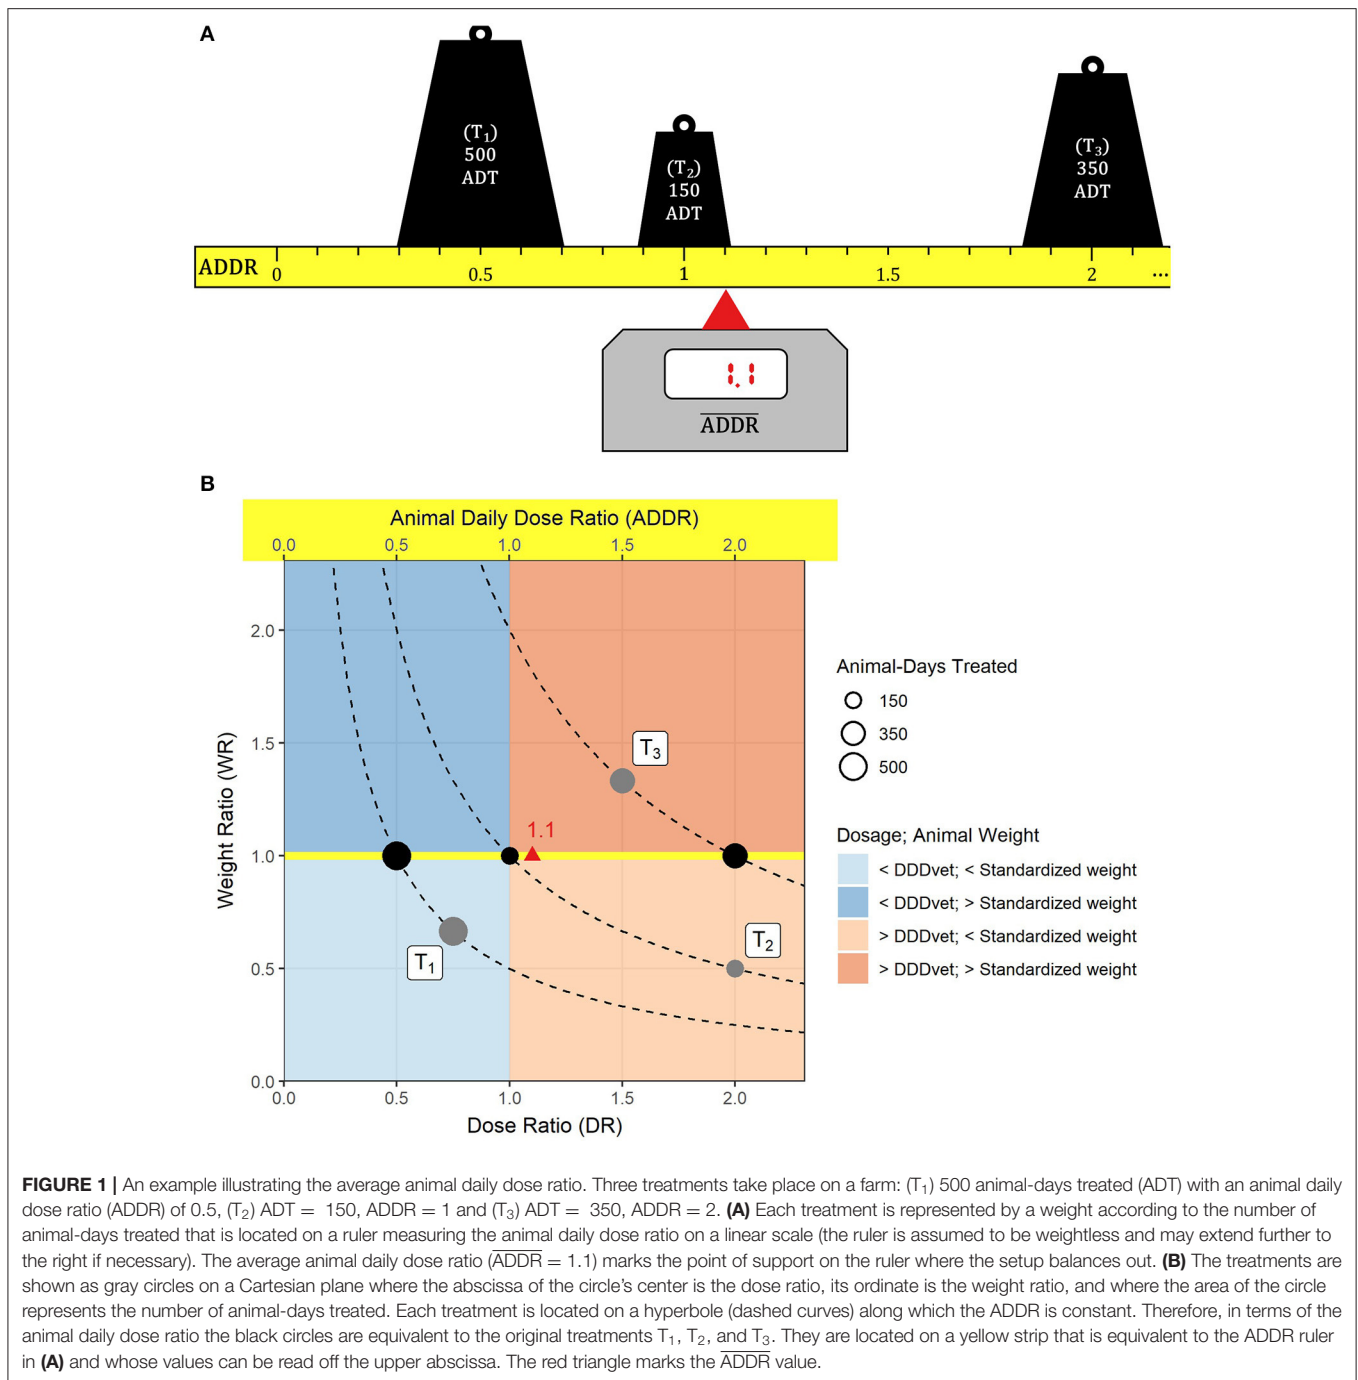 A
(T₁)
500
ADT
(T₂)
150
ADT
(T₃)
350
ADT
ADDR 0 0.5 1 1.5 2 ...
1.1
A̅D̅D̅R̅
B
Animal Daily Dose Ratio (ADDR)
0.0 0.5 1.0 1.5 2.0
2.0
1.5
1.0
0.5
0.0
Weight Ratio (WR)
T₃
1.1
T₂
T₁
0.0 0.5 1.0 1.5 2.0
Dose Ratio (DR)
Animal-Days Treated
150
350
500
Dosage; Animal Weight
< DDDvet; < Standardized weight
< DDDvet; > Standardized weight
> DDDvet; < Standardized weight
> DDDvet; > Standardized weight
FIGURE 1 | An example illustrating the average animal daily dose ratio. Three treatments take place on a farm: (T₁) 500 animal-days treated (ADT) with an animal daily
dose ratio (ADDR) of 0.5, (T₂) ADT = 150, ADDR = 1 and (T₃) ADT = 350, ADDR = 2. (A) Each treatment is represented by a weight according to the number of
animal-days treated that is located on a ruler measuring the animal daily dose ratio on a linear scale (the ruler is assumed to be weightless and may extend further to
the right if necessary). The average animal daily dose ratio (A̅D̅D̅R̅ = 1.1) marks the point of support on the ruler where the setup balances out. (B) The treatments are
shown as gray circles on a Cartesian plane where the abscissa of the circle's center is the dose ratio, its ordinate is the weight ratio, and where the area of the circle
represents the number of animal-days treated. Each treatment is located on a hyperbole (dashed curves) along which the ADDR is constant. Therefore, in terms of the
animal daily dose ratio the black circles are equivalent to the original treatments T₁, T₂, and T₃. They are located on a yellow strip that is equivalent to the ADDR ruler
in (A) and whose values can be read off the upper abscissa. The red triangle marks the A̅D̅D̅R̅ value.